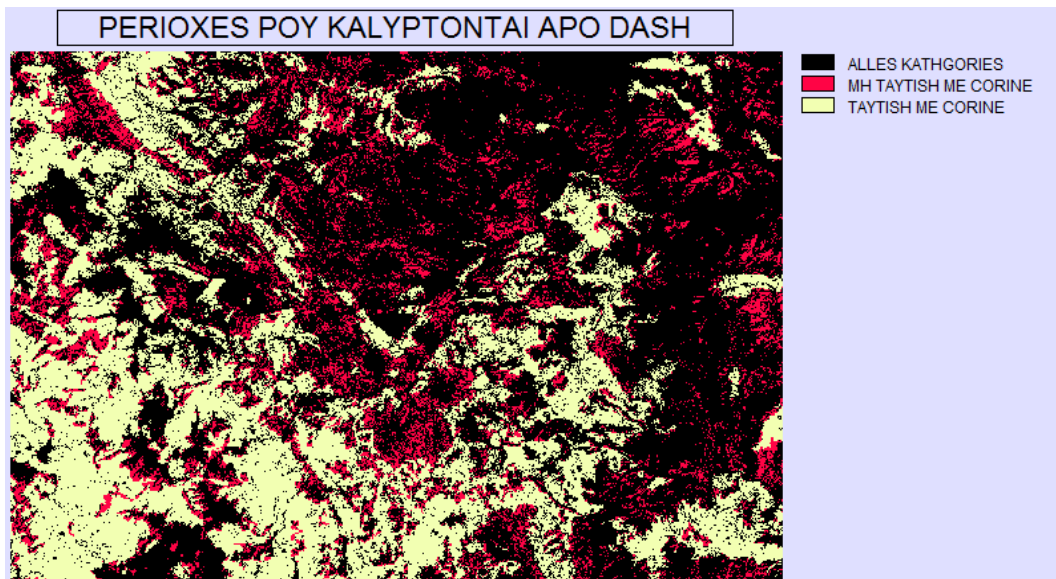 PERIOXES POY KALYPTONTAI APO DASH
ALLES KATHGORIES
MH TAYTISH ME CORINE
TAYTISH ME CORINE